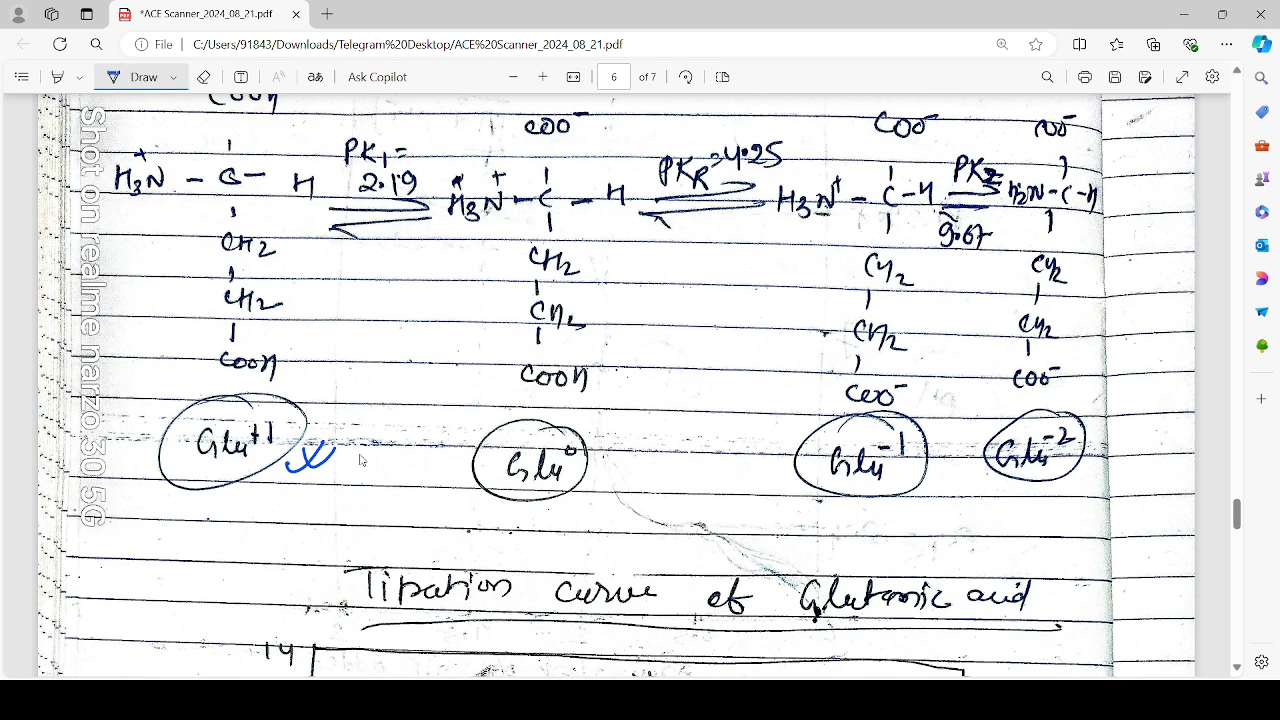 *ACE Scanner_2024_08_21.pdf
File
C:/Users/91843/Downloads/Telegram%20Desktop/ACE%20Scanner_2024_08_21.pdf
Draw
Ask Copilot
6
of 7
COOH
COO⁻
COO⁻
COO⁻
H₃N⁺ - C - H
PK₁ = 2.19
H₃N⁺ - C - H
PKR = 4.25
H₃N⁺ - C - H
PK₂ = 9.67
H₂N - C - H
CH₂
CH₂
CH₂
CH₂
CH₂
CH₂
CH₂
CH₂
COOH
COOH
COO⁻
COO⁻
Glu⁺¹
Glu⁰
Glu⁻¹
Glu⁻²
Titration curve of Glutamic acid
14
Shot on realme narzo 30 5G